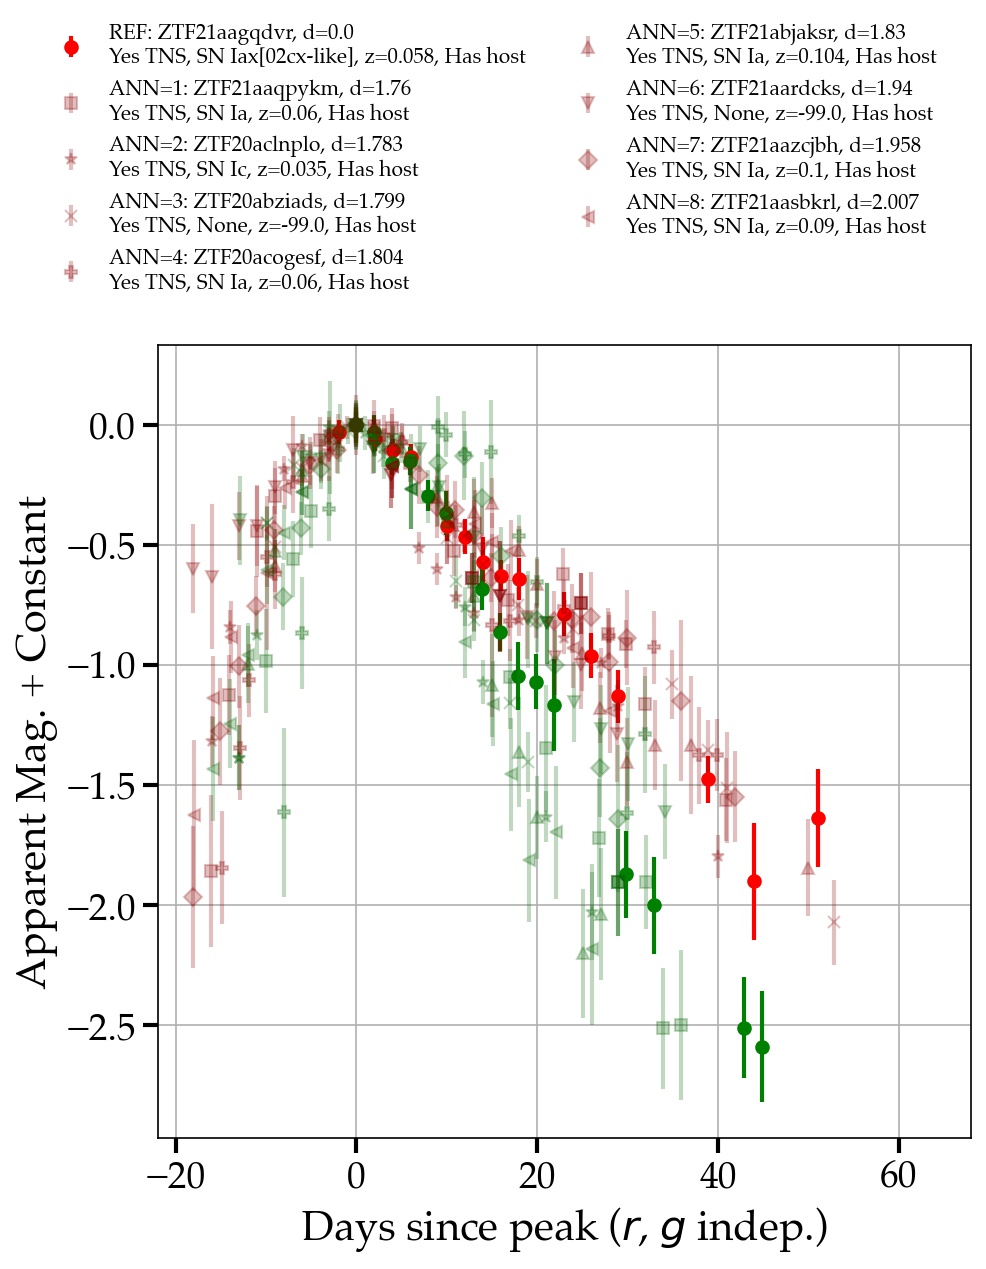 REF: ZTF21aagqdvr, d=0.0
Yes TNS, SN Iax[02cx-like], z=0.058, Has host
ANN=1: ZTF21aaqpykm, d=1.76
Yes TNS, SN Ia, z=0.06, Has host
ANN=2: ZTF20aclnplo, d=1.783
Yes TNS, SN Ic, z=0.035, Has host
ANN=3: ZTF20abziads, d=1.799
Yes TNS, None, z=-99.0, Has host
ANN=4: ZTF20acogesf, d=1.804
Yes TNS, SN Ia, z=0.06, Has host
ANN=5: ZTF21abjaksr, d=1.83
Yes TNS, SN Ia, z=0.104, Has host
ANN=6: ZTF21aardcks, d=1.94
Yes TNS, None, z=-99.0, Has host
ANN=7: ZTF21aazcjbh, d=1.958
Yes TNS, SN Ia, z=0.1, Has host
ANN=8: ZTF21aasbkrl, d=2.007
Yes TNS, SN Ia, z=0.09, Has host
Apparent Mag. + Constant
0.0
−0.5
−1.0
−1.5
−2.0
−2.5
−20 0 20 40 60
Days since peak (r, g indep.)